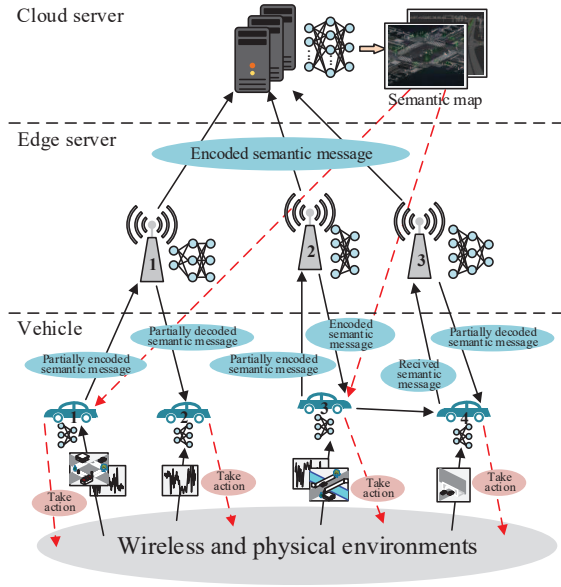 Cloud server
Semantic map
Edge server
Encoded semantic message
1
2
3
Vehicle
Partially encoded
semantic message
Partially decoded
semantic message
Partially encoded
semantic message
Encoded
semantic
message
Recived
semantic
message
Partially decoded
semantic message
1
2
3
4
Take
action
Take
action
Take
action
Take
action
Wireless and physical environments